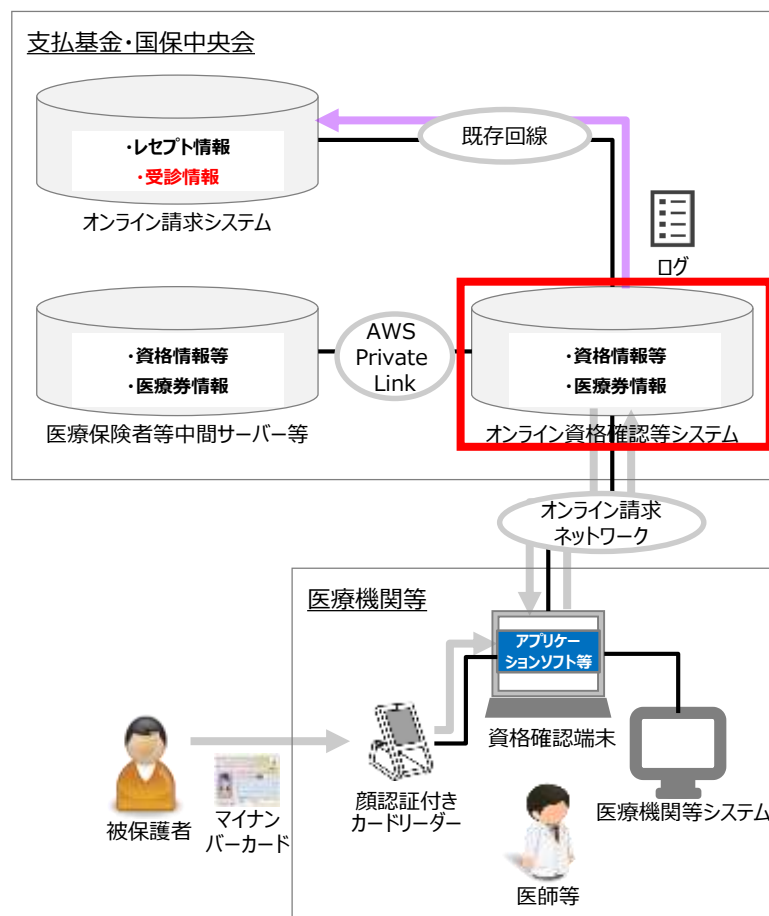 支払基金・国保中央会
・レセプト情報
・受診情報
オンライン請求システム
既存回線
ログ
・資格情報等
・医療券情報
医療保険者等中間サーバー等
AWS
Private
Link
・資格情報等
・医療券情報
オンライン資格確認等システム
オンライン請求
ネットワーク
医療機関等
アプリケー
ションソフト等
資格確認端末
被保護者
マイナン
バーカード
顔認証付き
カードリーダー
医療機関等システム
医師等